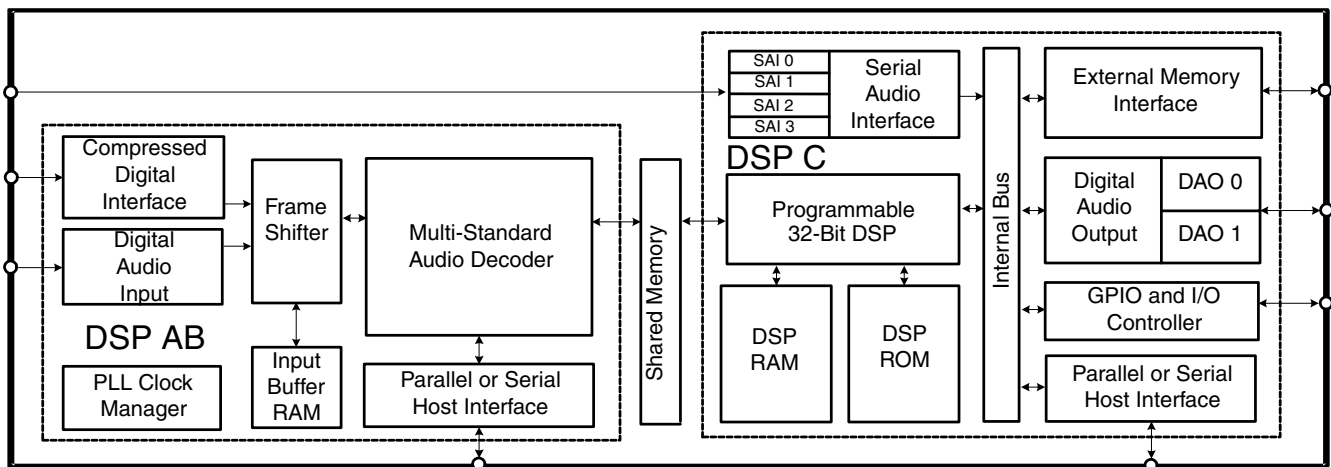 SAI 0
SAI 1
SAI 2
SAI 3
Serial
Audio
Interface
External Memory
Interface
Compressed
Digital
Interface
Digital
Audio
Input
Frame
Shifter
Multi-Standard
Audio Decoder
DSP AB
PLL Clock
Manager
Input
Buffer
RAM
Parallel or Serial
Host Interface
Shared Memory
DSP C
Programmable
32-Bit DSP
DSP
RAM
DSP
ROM
Internal Bus
Digital
Audio
Output
DAO 0
DAO 1
GPIO and I/O
Controller
Parallel or Serial
Host Interface